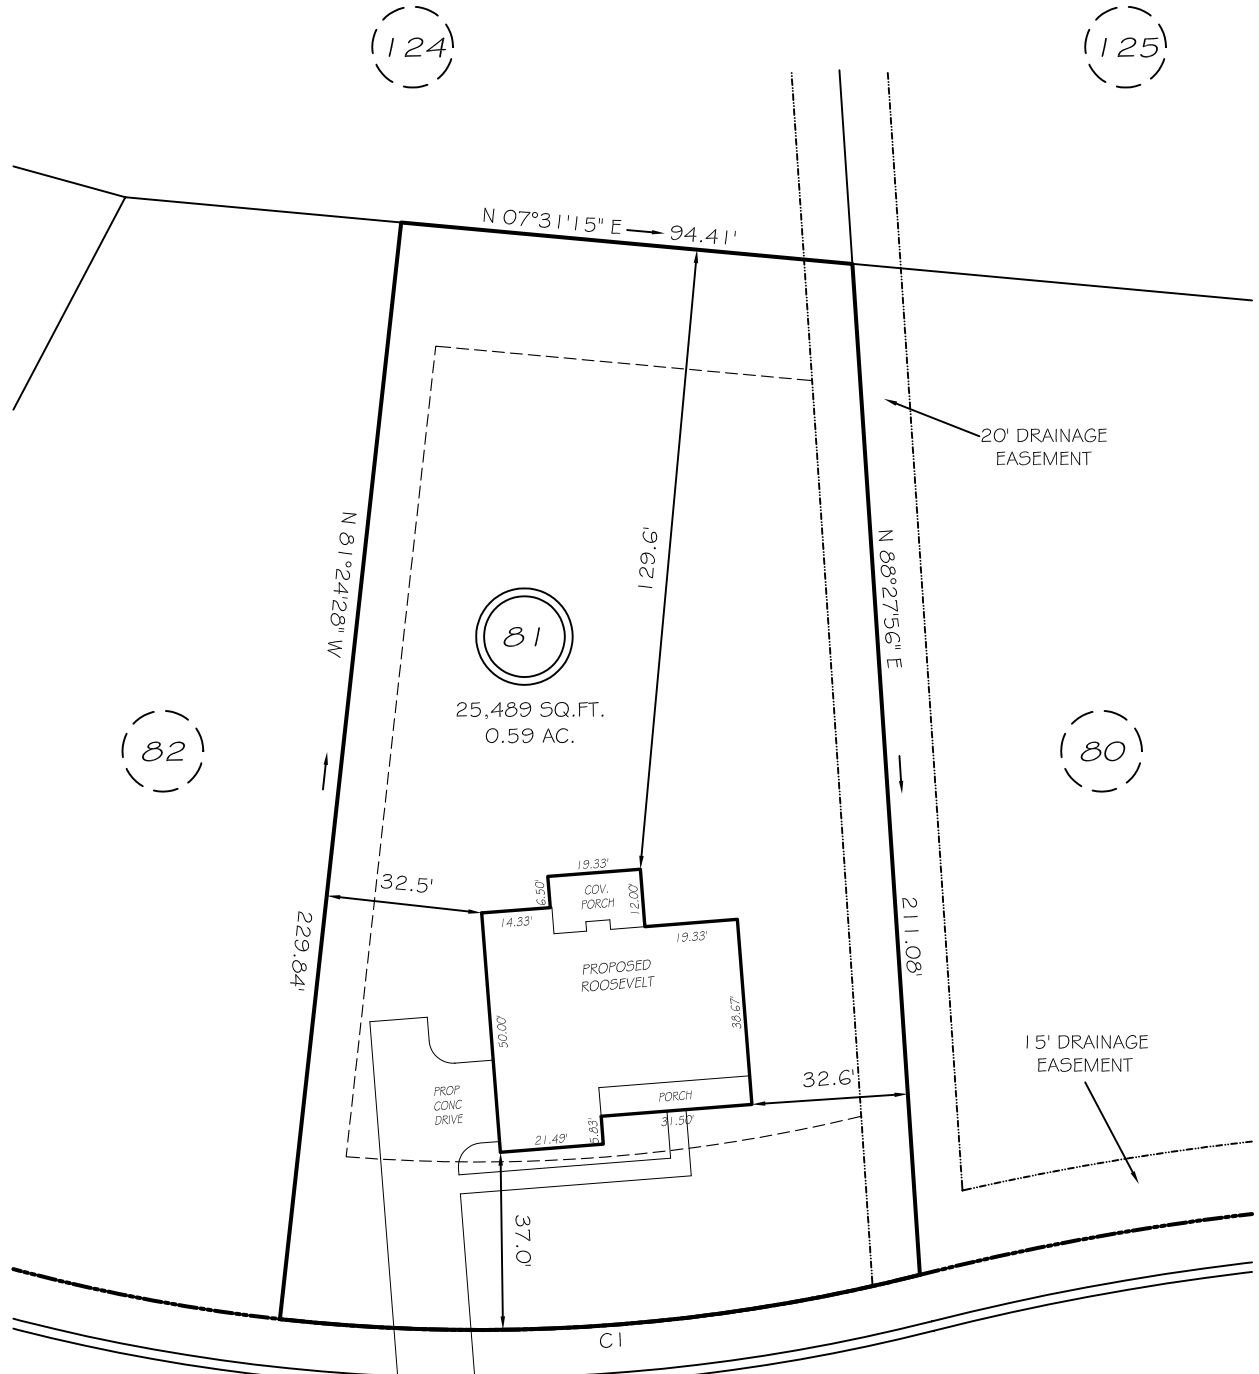 124
125
N 07°31'15" E
94.41'
20' DRAINAGE
EASEMENT
N 81°24'28" W
129.6'
N 88°27'56" E
81
25,489 SQ.FT.
0.59 AC.
82
80
19.33'
32.5'
6.50'
COV.
PORCH
12.00'
14.33'
19.33'
229.84'
211.08'
PROPOSED
ROOSEVELT
50.00'
38.67'
15' DRAINAGE
EASEMENT
PROP
CONC
DRIVE
PORCH
32.6'
31.50'
21.49'
5.83'
37.0'
C1